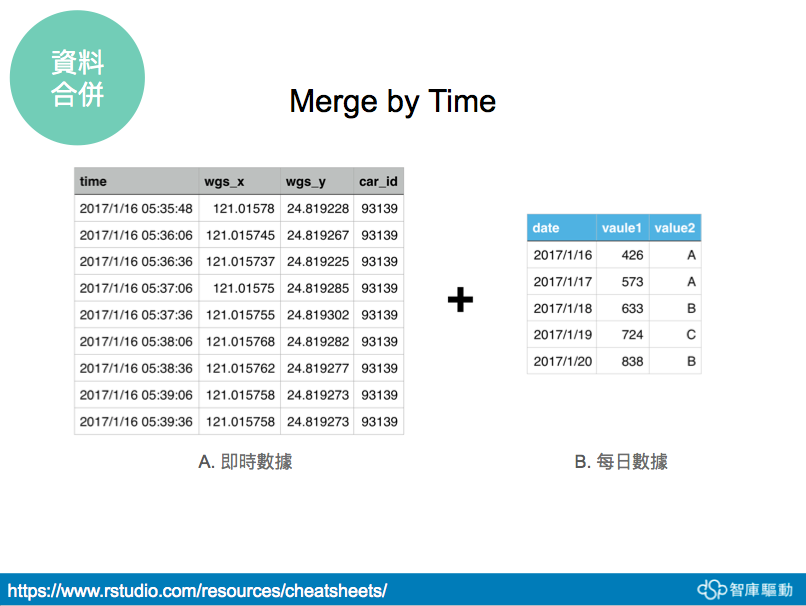 資料
合併
Merge by Time
time wgs_x wgs_y car_id
2017/1/16 05:35:48 121.01578 24.819228 93139
2017/1/16 05:36:06 121.015745 24.819267 93139
2017/1/16 05:36:36 121.015737 24.819225 93139
2017/1/16 05:37:06 121.01575 24.819285 93139
2017/1/16 05:37:36 121.015755 24.819302 93139
2017/1/16 05:38:06 121.015768 24.819282 93139
2017/1/16 05:38:36 121.015762 24.819277 93139
2017/1/16 05:39:06 121.015758 24.819273 93139
2017/1/16 05:39:36 121.015758 24.819273 93139
A. 即時數據
+
date vaule1 value2
2017/1/16 426 A
2017/1/17 573 A
2017/1/18 633 B
2017/1/19 724 C
2017/1/20 838 B
B. 每日數據
https://www.rstudio.com/resources/cheatsheets/
dsp智庫驅動